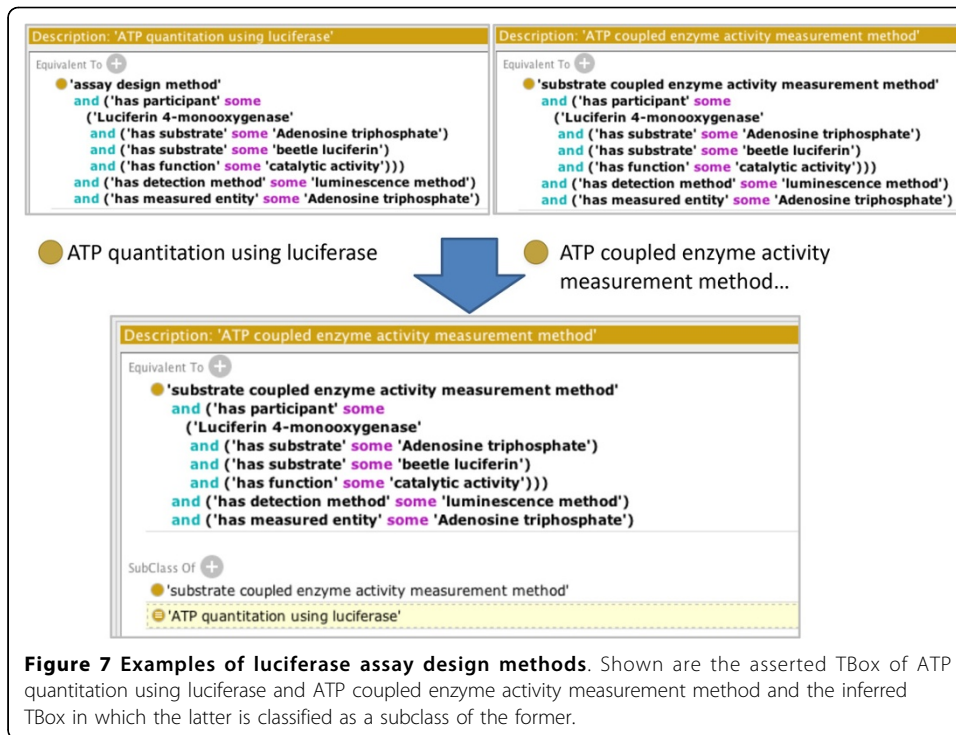 Description: 'ATP quantitation using luciferase'
Equivalent To
'assay design method'
and ('has participant' some
('Luciferin 4-monooxygenase'
and ('has substrate' some 'Adenosine triphosphate')
and ('has substrate' some 'beetle luciferin')
and ('has function' some 'catalytic activity')))
and ('has detection method' some 'luminescence method')
and ('has measured entity' some 'Adenosine triphosphate')
Description: 'ATP coupled enzyme activity measurement method'
Equivalent To
'substrate coupled enzyme activity measurement method'
and ('has participant' some
('Luciferin 4-monooxygenase'
and ('has substrate' some 'Adenosine triphosphate')
and ('has substrate' some 'beetle luciferin')
and ('has function' some 'catalytic activity')))
and ('has detection method' some 'luminescence method')
and ('has measured entity' some 'Adenosine triphosphate')
ATP quantitation using luciferase
ATP coupled enzyme activity
measurement method...
Description: 'ATP coupled enzyme activity measurement method'
Equivalent To
'substrate coupled enzyme activity measurement method'
and ('has participant' some
('Luciferin 4-monooxygenase'
and ('has substrate' some 'Adenosine triphosphate')
and ('has substrate' some 'beetle luciferin')
and ('has function' some 'catalytic activity')))
and ('has detection method' some 'luminescence method')
and ('has measured entity' some 'Adenosine triphosphate')
SubClass Of
'substrate coupled enzyme activity measurement method'
'ATP quantitation using luciferase'
Figure 7 Examples of luciferase assay design methods. Shown are the asserted TBox of ATP
quantitation using luciferase and ATP coupled enzyme activity measurement method and the inferred
TBox in which the latter is classified as a subclass of the former.